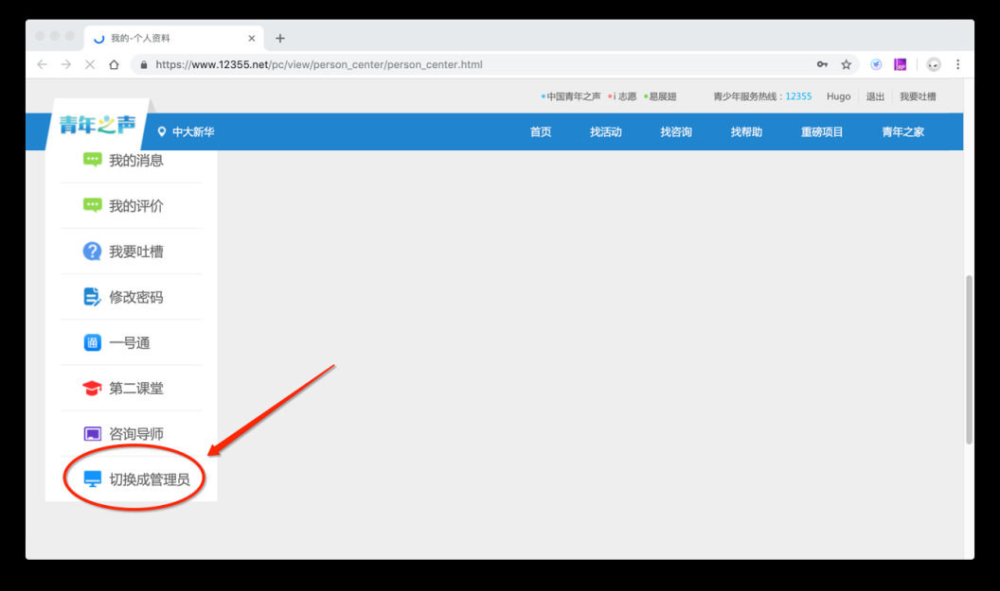 我的-个人资料
https://www.12355.net/pc/view/person_center/person_center.html
中国青年之声 i 志愿 易展翅 青少年服务热线：12355 Hugo 退出 我要吐槽
青年之声 中大新华 首页 找活动 找咨询 找帮助 重磅项目 青年之家
我的消息
我的评价
我要吐槽
修改密码
通 一号通
第二课堂
咨询导师
切换成管理员